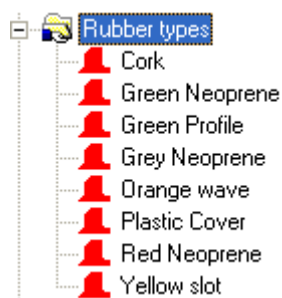 Rubber types
Cork
Green Neoprene
Green Profile
Grey Neoprene
Orange wave
Plastic Cover
Red Neoprene
Yellow slot